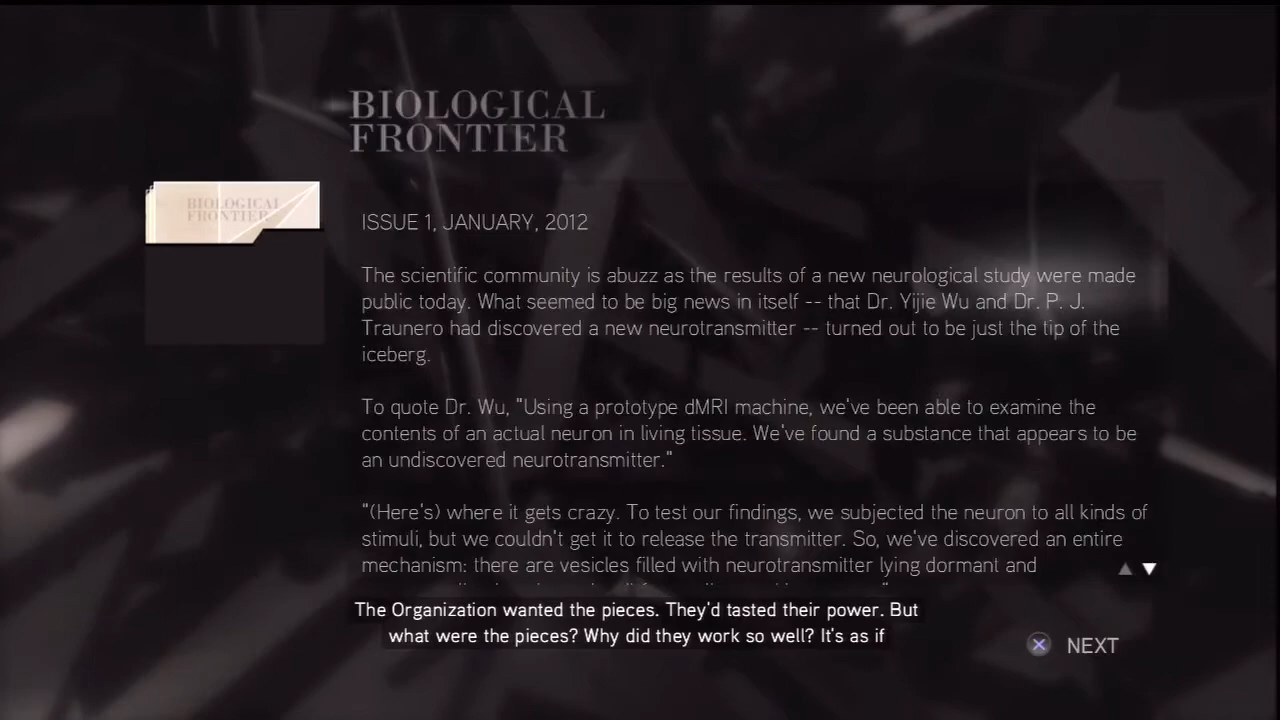 BIOLOGICAL
FRONTIER
BIOLOGICAL
FRONTIER
ISSUE 1, JANUARY, 2012
The scientific community is abuzz as the results of a new neurological study were made
public today. What seemed to be big news in itself -- that Dr. Yijie Wu and Dr. P. J.
Traunero had discovered a new neurotransmitter -- turned out to be just the tip of the
iceberg.
To quote Dr. Wu, "Using a prototype dMRI machine, we've been able to examine the
contents of an actual neuron in living tissue. We've found a substance that appears to be
an undiscovered neurotransmitter."
"(Here's) where it gets crazy. To test our findings, we subjected the neuron to all kinds of
stimuli, but we couldn't get it to release the transmitter. So, we've discovered an entire
mechanism: there are vesicles filled with neurotransmitter lying dormant and
The Organization wanted the pieces. They'd tasted their power. But
what were the pieces? Why did they work so well? It's as if
NEXT